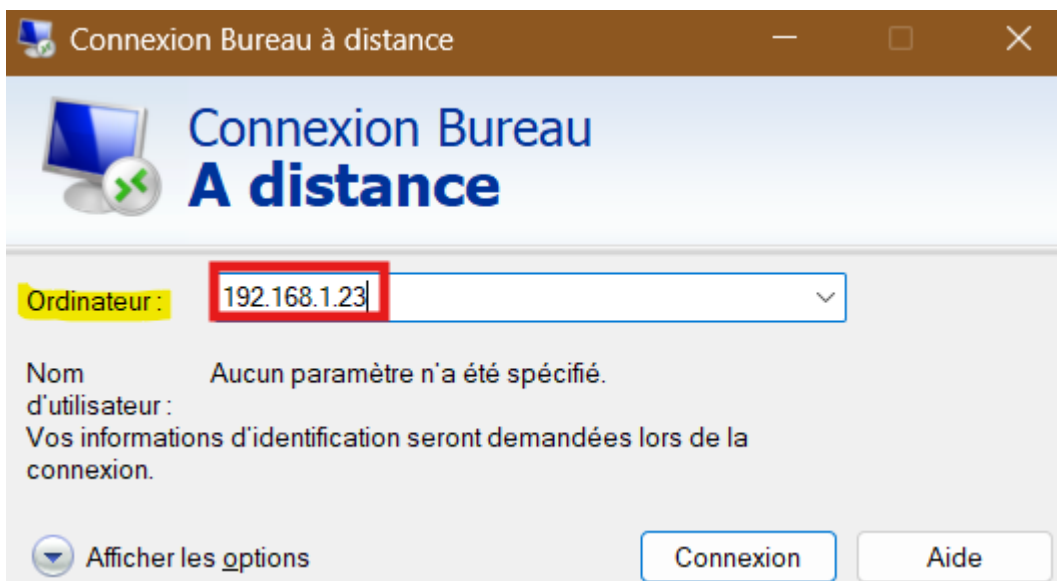 Connexion Bureau à distance
Connexion Bureau
A distance
Ordinateur :
192.168.1.23
Nom d'utilisateur :
Aucun paramètre n'a été spécifié.
Vos informations d'identification seront demandées lors de la
connexion.
Afficher les options
Connexion
Aide